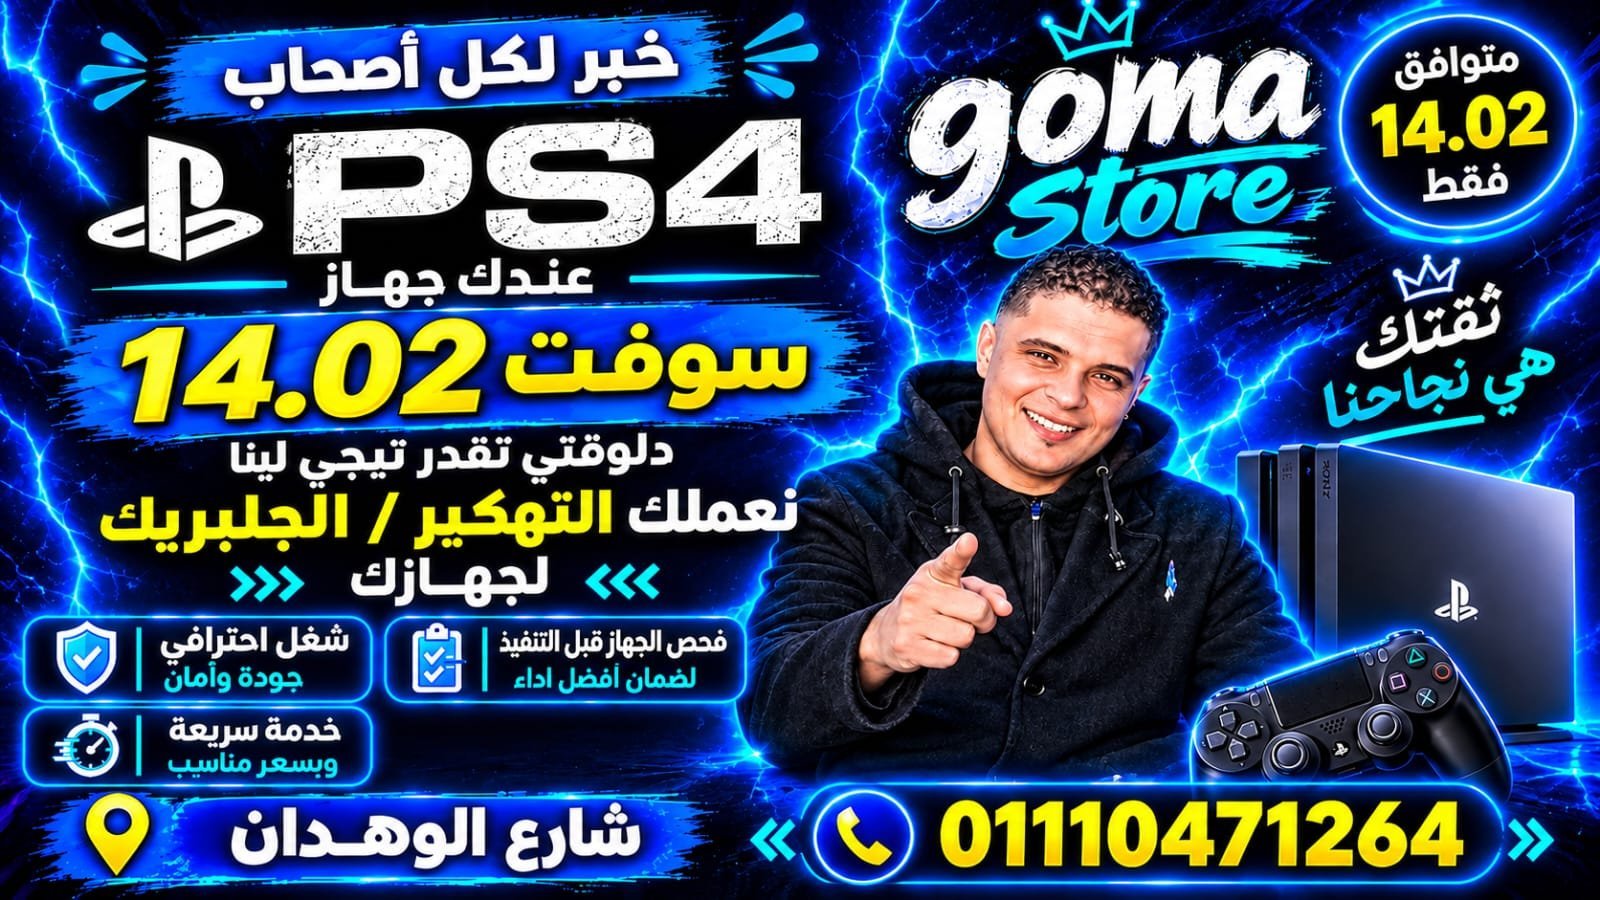 خبر لكل أصحاب
PS4
عندك جهاز
سوفت 14.02
دلوقتي تقدر تيجي لينا
نعملك التهكير / الجلبريك
لجهازك
شغل احترافي
جودة وأمان
فحص الجهاز قبل التنفيذ
لضمان أفضل اداء
خدمة سريعة
وبسعر مناسيب
شارع الوهدان
goma
Store
متوافق
14.02
فقط
ثقتك
هي نجاحنا
SONY
01110471264